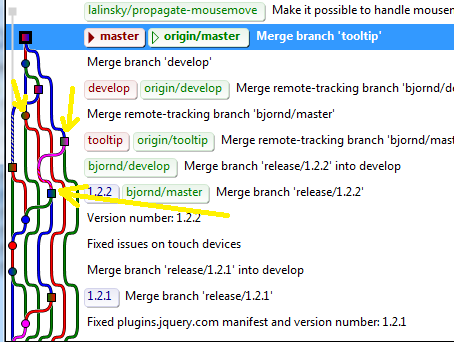 lalinsky/propagate-mousemove Make it possible to handle mousem
master origin/master Merge branch 'tooltip'
Merge branch 'develop'
develop origin/develop Merge remote-tracking branch 'bjornd/de
Merge remote-tracking branch 'bjornd/master'
tooltip origin/tooltip Merge remote-tracking branch 'bjornd/mast
bjornd/develop Merge branch 'release/1.2.2' into develop
1.2.2 bjornd/master Merge branch 'release/1.2.2'
Version number: 1.2.2
Fixed issues on touch devices
Merge branch 'release/1.2.1' into develop
1.2.1 Merge branch 'release/1.2.1'
Fixed plugins.jquery.com manifest and version number: 1.2.1